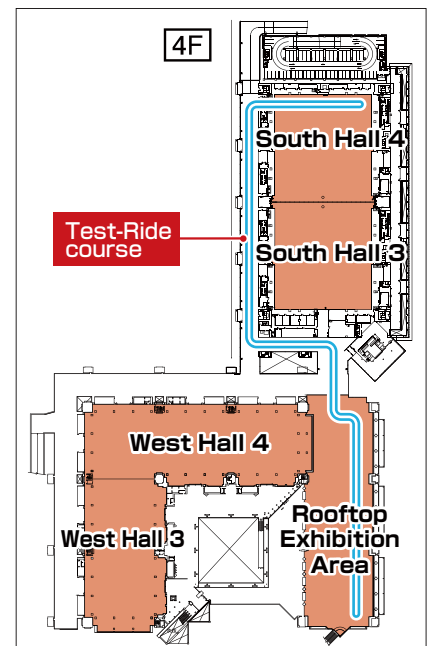 4F
South Hall 4
Test-Ride
course
South Hall 3
West Hall 4
West Hall 3
Rooftop
Exhibition
Area